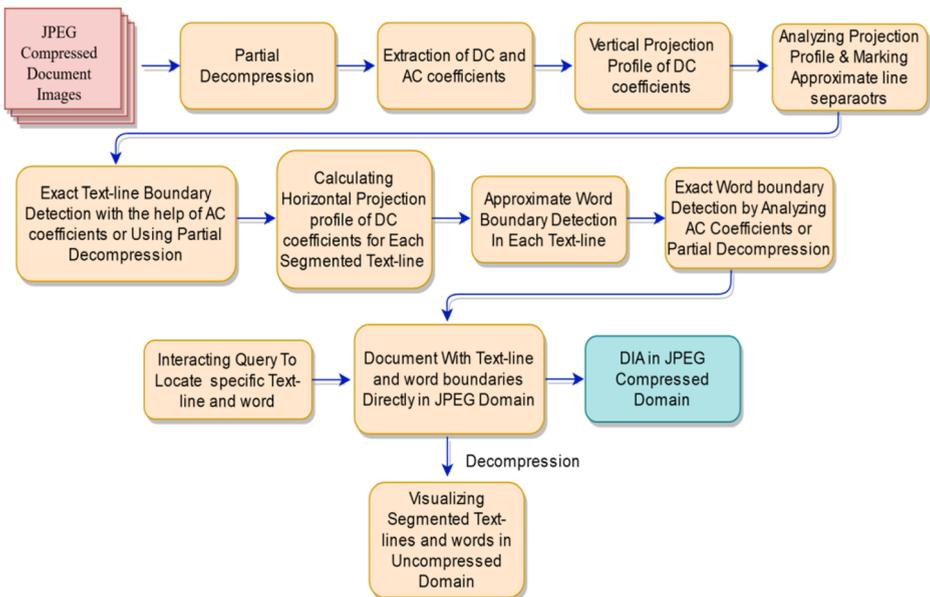 JPEG
Compressed
Document
Images
Partial
Decompression
Extraction of DC and
AC coefficients
Vertical Projection
Profile of DC
coefficients
Analyzing Projection
Profile & Marking
Approximate line
separaotrs
Exact Text-line Boundary
Detection with the help of AC
coefficients or Using Partial
Decompression
Calculating
Horizontal Projection
profile of DC
coefficients for Each
Segmented Text-line
Approximate Word
Boundary Detection
In Each Text-line
Exact Word boundary
Detection by Analyzing
AC Coefficients or
Partial Decompression
Interacting Query To
Locate specific Text-
line and word
Document With Text-line
and word boundaries
Directly in JPEG Domain
DIA in JPEG
Compressed
Domain
Decompression
Visualizing
Segmented Text-
lines and words in
Uncompressed
Domain